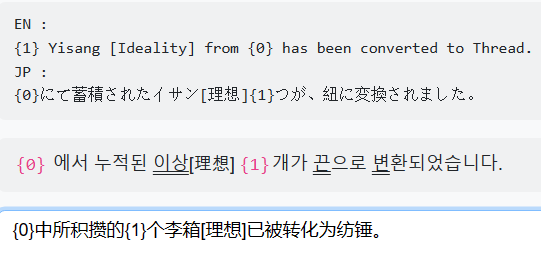 EN :
{1} Yisang [Ideality] from {0} has been converted to Thread.
JP :
{0}にて蓄積されたイサン[理想]{1}つが、紐に変換されました。
{0} 에서 누적된 이상[理想] {1}개가 끈으로 변환되었습니다.
{0}中所积攒的{1}个李箱[理想]已被转化为纺锤。